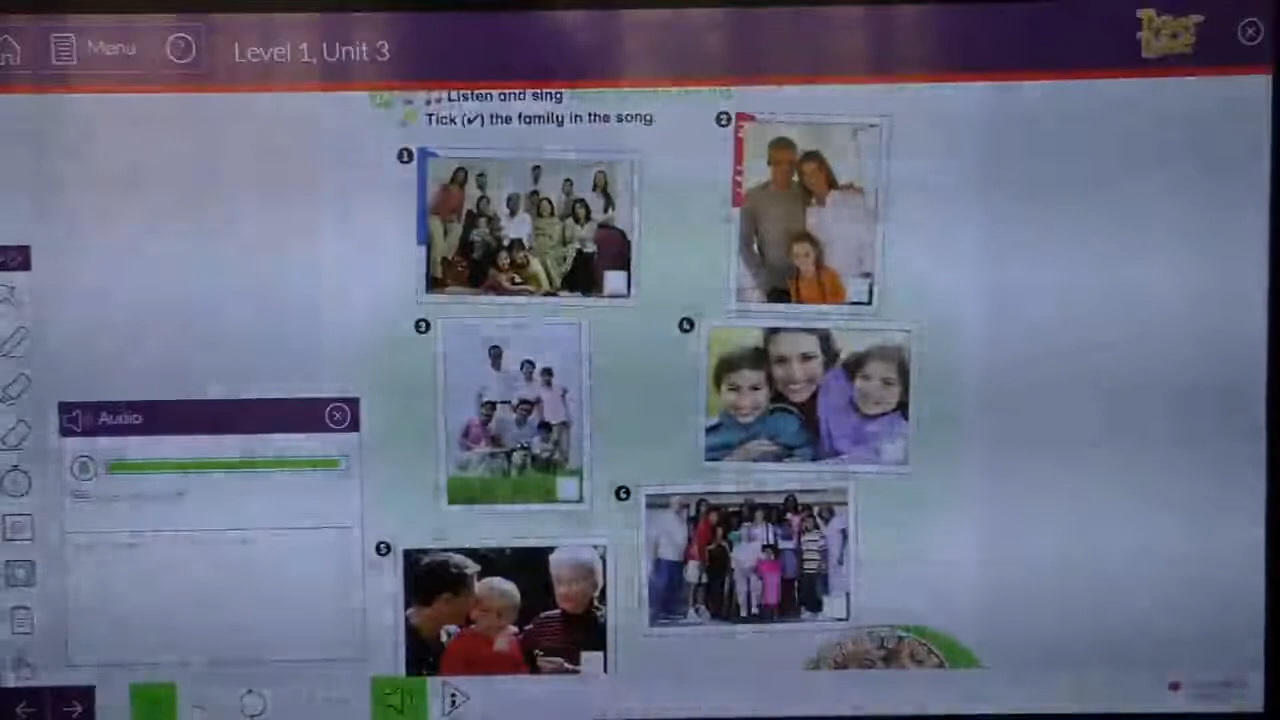 Menu
?
Level 1, Unit 3
Listen and sing
Tick (✓) the family in the song.
1
2
3
4
5
6
Audio